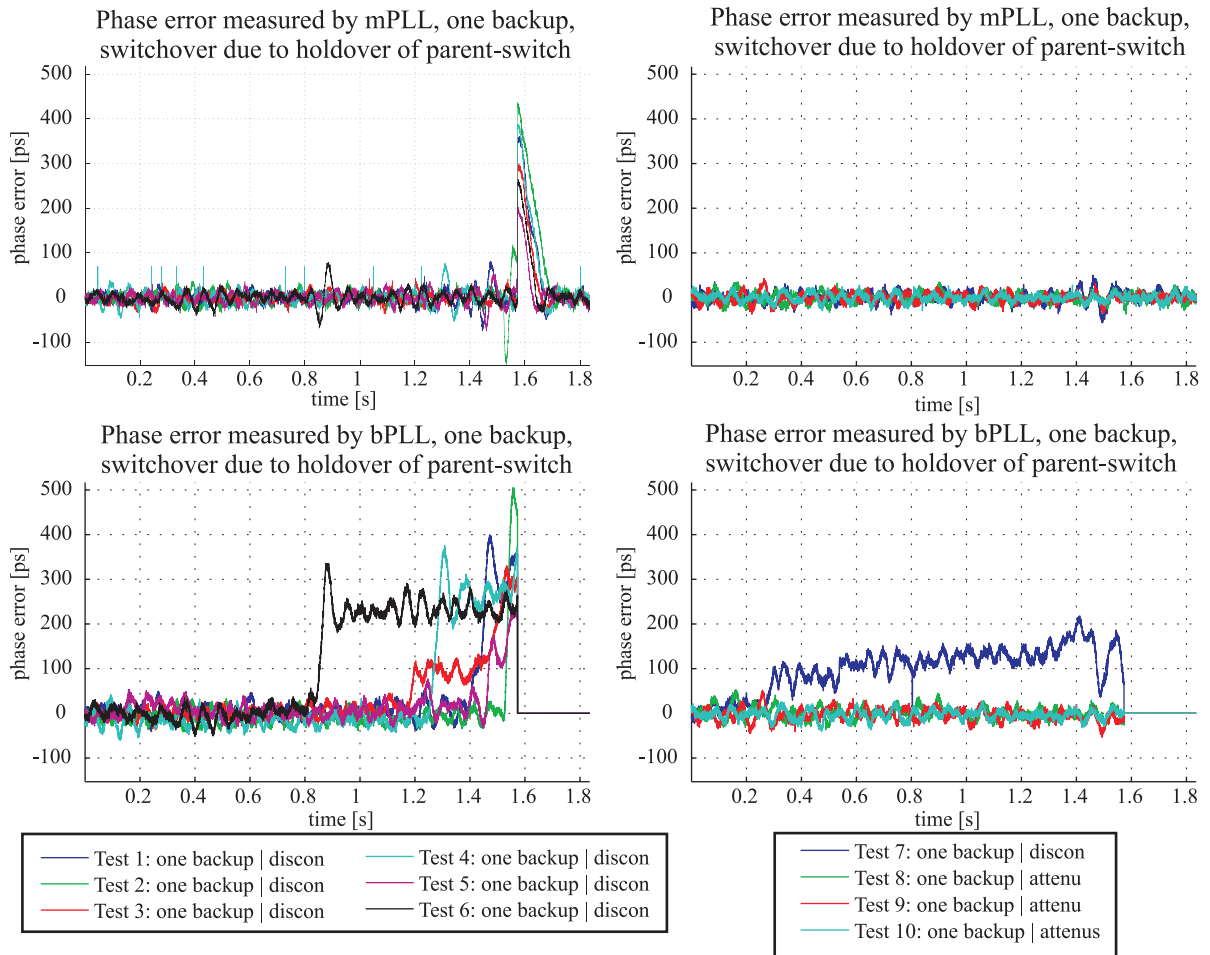 Phase error measured by mPLL, one backup,
switchover due to holdover of parent-switch
500
400
300
200
100
0
-100
phase error [ps]
0.2 0.4 0.6 0.8 1 1.2 1.4 1.6 1.8
time [s]
Phase error measured by mPLL, one backup,
switchover due to holdover of parent-switch
500
400
300
200
100
0
-100
phase error [ps]
0.2 0.4 0.6 0.8 1 1.2 1.4 1.6 1.8
time [s]
Phase error measured by bPLL, one backup,
switchover due to holdover of parent-switch
500
400
300
200
100
0
-100
phase error [ps]
0.2 0.4 0.6 0.8 1 1.2 1.4 1.6 1.8
time [s]
Phase error measured by bPLL, one backup,
switchover due to holdover of parent-switch
500
400
300
200
100
0
-100
phase error [ps]
0.2 0.4 0.6 0.8 1 1.2 1.4 1.6 1.8
time [s]
Test 1: one backup | discon
Test 2: one backup | discon
Test 3: one backup | discon
Test 4: one backup | discon
Test 5: one backup | discon
Test 6: one backup | discon
Test 7: one backup | discon
Test 8: one backup | attenu
Test 9: one backup | attenu
Test 10: one backup | attenus